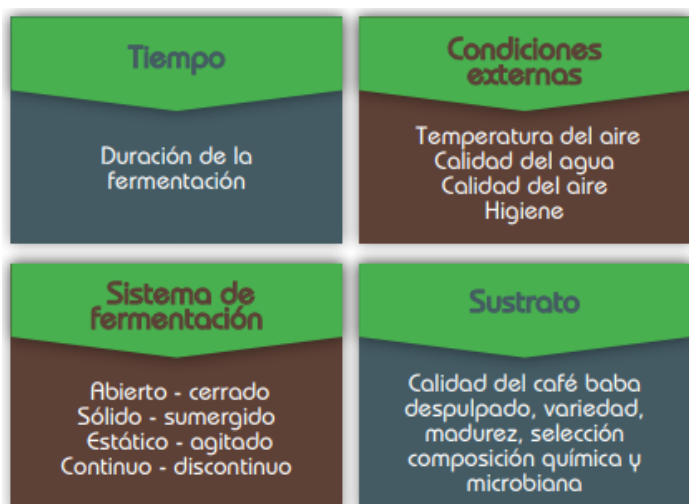 Tiempo
Duración de la
fermentación
Condiciones
externas
Temperatura del aire
Calidad del agua
Calidad del aire
Higiene
Sistema de
fermentación
Abierto - cerrado
Sólido - sumergido
Estático - agitado
Continuo - discontinuo
Sustrato
Calidad del café baba
despulpado, variedad,
madurez, selección
composición química y
microbiana